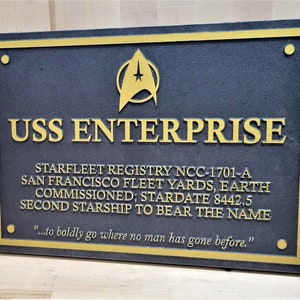 USS ENTERPRISE
STARFLEET REGISTRY NCC-1701-A
SAN FRANCISCO FLEET YARDS, EARTH
COMMISSIONED; STARDATE 8442.5
SECOND STARSHIP TO BEAR THE NAME
"...to boldly go where no man has gone before."